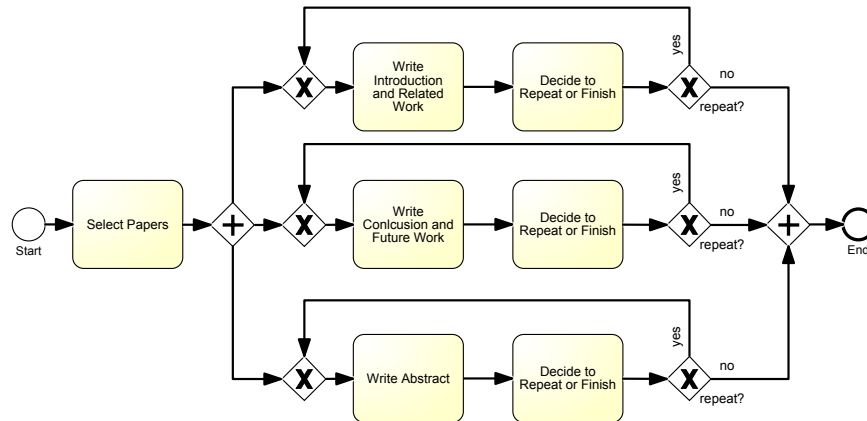 yes
Write
Introduction
and Related
Work
Decide to
Repeat or Finish
no
repeat?
yes
Select Papers
Write
Conlcusion and
Future Work
Decide to
Repeat or Finish
no
repeat?
Start
End
yes
Write Abstract
Decide to
Repeat or Finish
no
repeat?